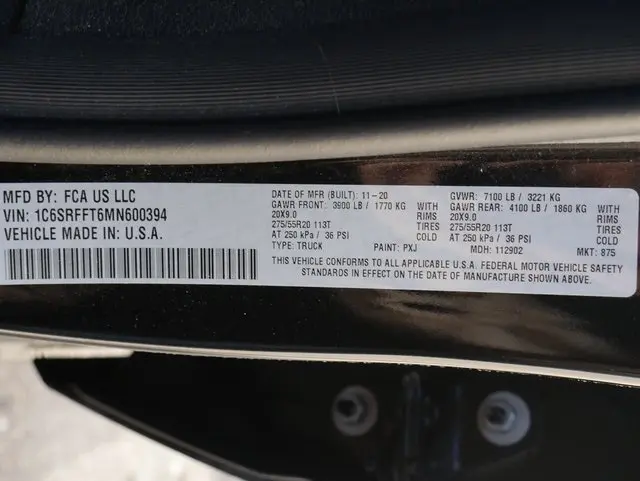 MFD BY: FCA US LLC
VIN: 1C6SRFFT6MN600394
VEHICLE MADE IN: U.S.A.
DATE OF MFR (BUILT): 11-20
GAWR FRONT: 3900 LB / 1770 KG WITH
20X9.0 RIMS
275/55R20 113T TIRES
AT 250 kPa / 36 PSI COLD
TYPE: TRUCK PAINT: PXJ
GVWR: 7100 LB / 3221 KG
GAWR REAR: 4100 LB / 1860 KG WITH
20X9.0 RIMS
275/55R20 113T TIRES
AT 250 kPa / 36 PSI COLD
MDH: 112902 MKT: 875
THIS VEHICLE CONFORMS TO ALL APPLICABLE U.S.A. FEDERAL MOTOR VEHICLE SAFETY
STANDARDS IN EFFECT ON THE DATE OF MANUFACTURE SHOWN ABOVE.